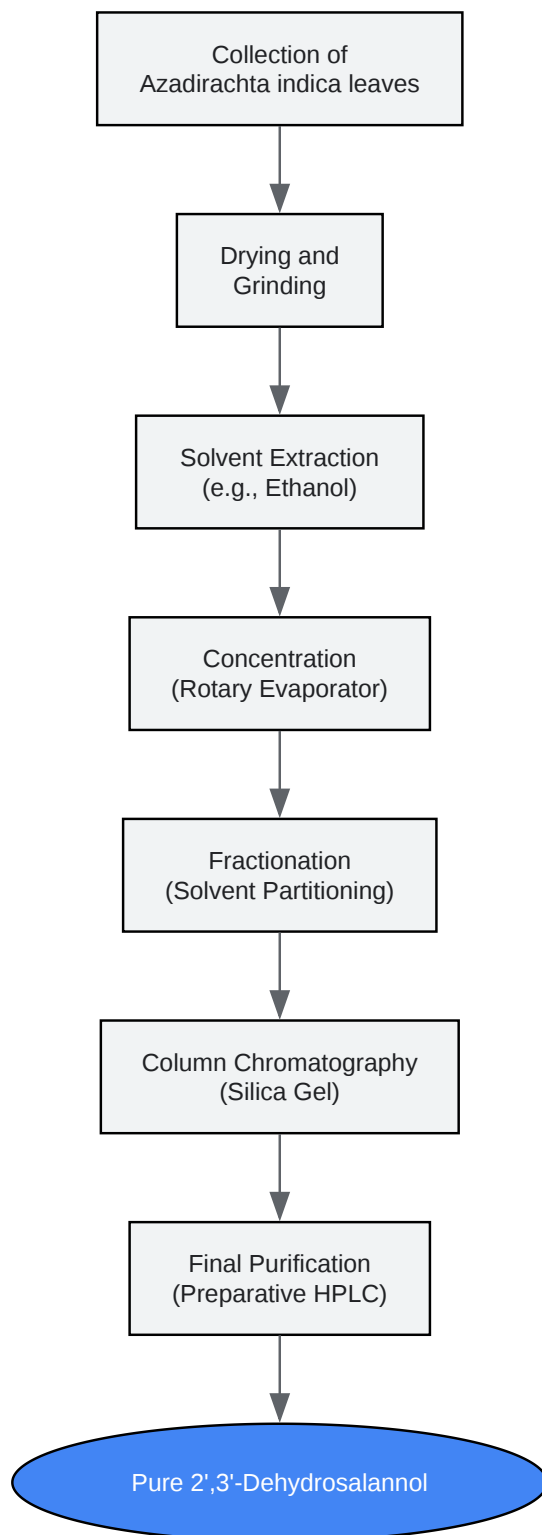 Collection of
Azadirachta indica leaves
Drying and
Grinding
Solvent Extraction
(e.g., Ethanol)
Concentration
(Rotary Evaporator)
Fractionation
(Solvent Partitioning)
Column Chromatography
(Silica Gel)
Final Purification
(Preparative HPLC)
Pure 2',3'-Dehydrosalannol